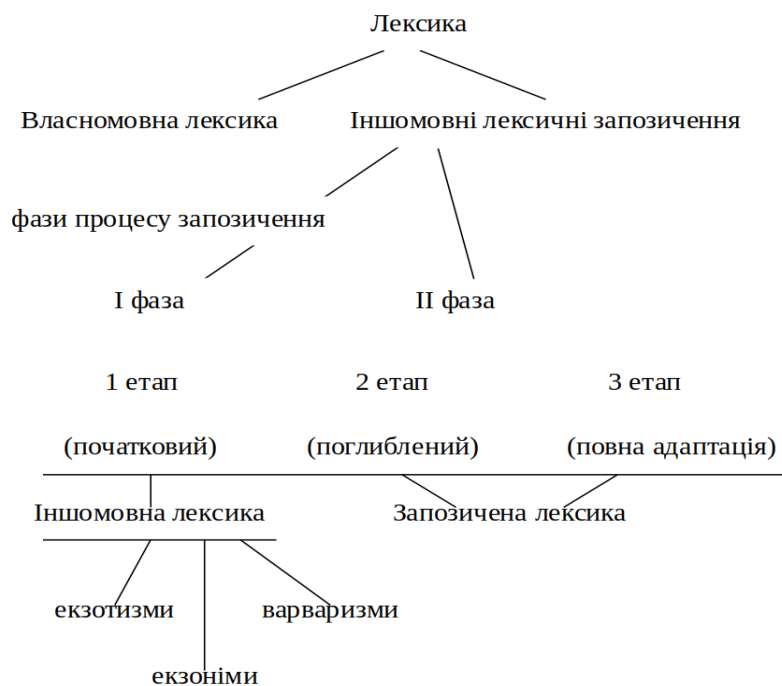 Лексика
Власномовна лексика Іншомовні лексичні запозичення
фази процесу запозичення
І фаза ІІ фаза
1 етап 2 етап 3 етап
(початковий) (поглиблений) (повна адаптація)
Іншомовна лексика Запозичена лексика
екзотизми варваризми
екзоніми